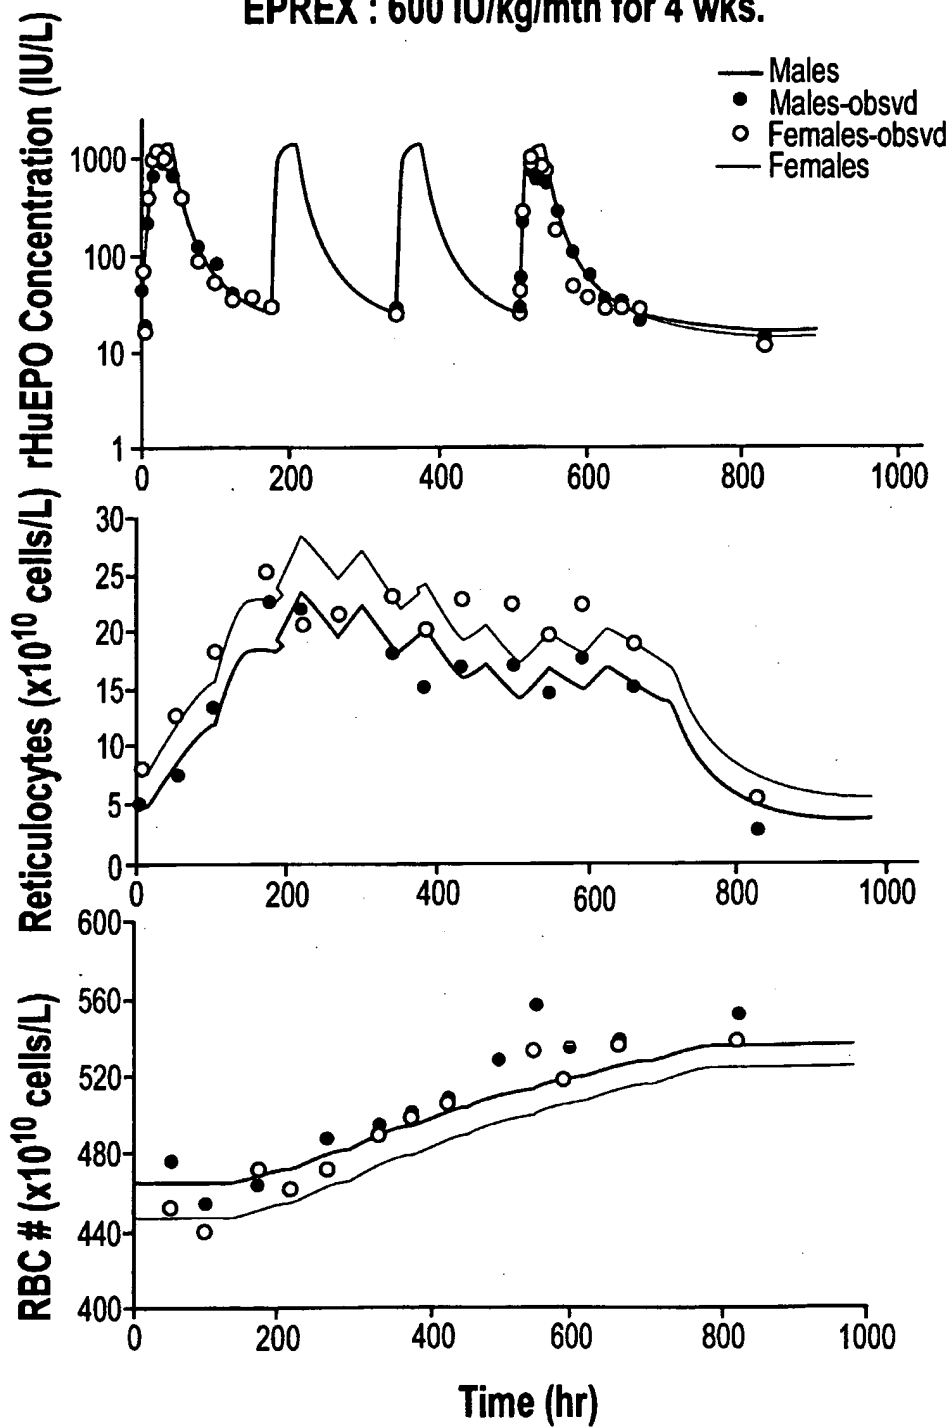 EPREX : 600 IU/kg/mth for 4 wks.
Males
Males-obsvd
Females-obsvd
Females
rHuEPO Concentration (IU/L)
1000
100
10
1
0 200 400 600 800 1000
Reticulocytes (x10¹⁰ cells/L)
30
25
20
15
10
5
0
0 200 400 600 800 1000
RBC # (x10¹⁰ cells/L)
600
560
520
480
440
400
0 200 400 600 800 1000
Time (hr)